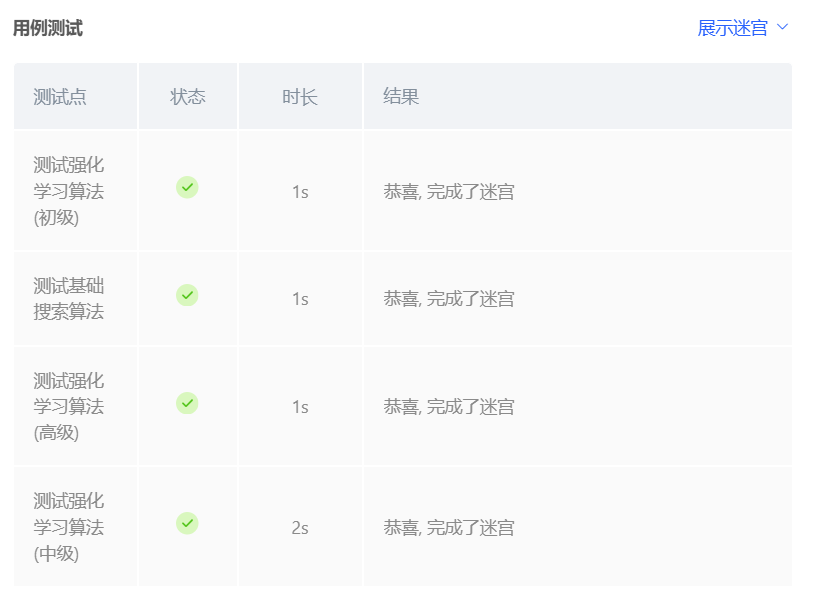 用例测试
展示迷宫
测试点 状态 时长 结果
测试强化
学习算法
(初级)
1s
恭喜, 完成了迷宫
测试基础
搜索算法
1s
恭喜, 完成了迷宫
测试强化
学习算法
(高级)
1s
恭喜, 完成了迷宫
测试强化
学习算法
(中级)
2s
恭喜, 完成了迷宫